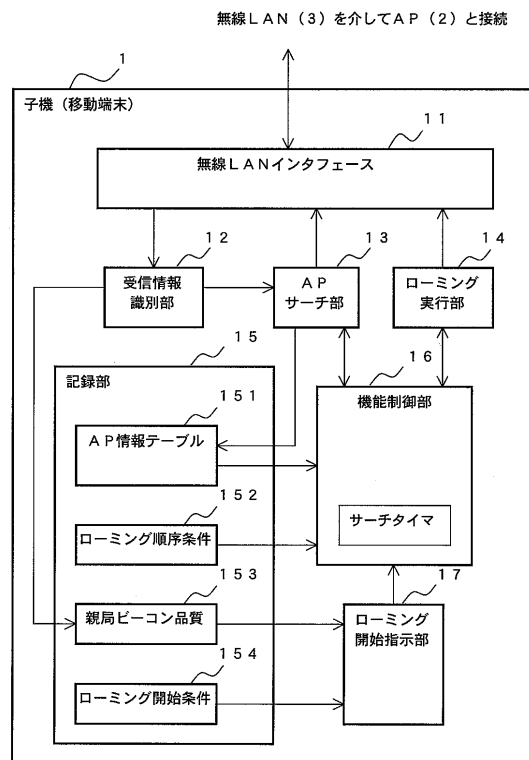 無線LAN(3)を介してAP(2)と接続
1
子機(移動端末)
11
無線LANインタフェース
12
13
14
受信情報
識別部
AP
サーチ部
ローミング
実行部
15
16
記録部
151
機能制御部
AP情報テーブル
152
サーチタイマ
ローミング順序条件
153
17
親局ビーコン品質
ローミング
開始指示部
154
ローミング開始条件